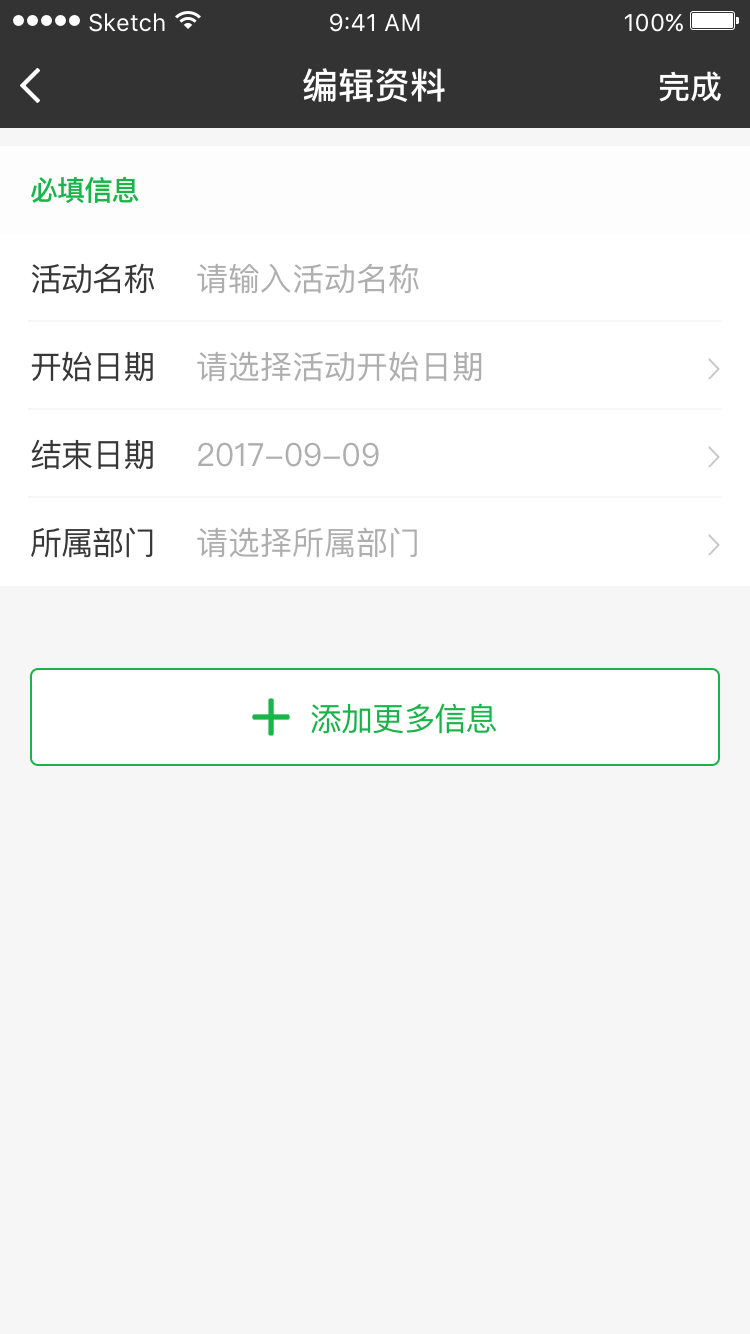 Sketch 9:41 AM 100%
编辑资料 完成
必填信息
活动名称 请输入活动名称
开始日期 请选择活动开始日期
结束日期 2017-09-09
所属部门 请选择所属部门
添加更多信息